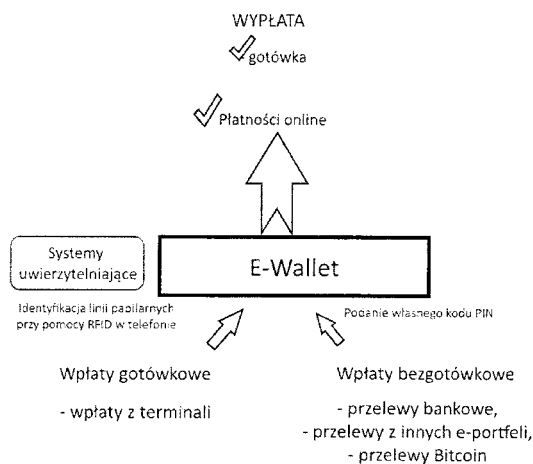 WYPŁATA
gotówka
Płatności online
Systemy
uwierzytelniające
E-Wallet
Identyfikacja linii papilarnych
przy pomocy RFID w telefonie
Podanie własnego kodu PIN
Wpłaty gotówkowe
- wpłaty z terminali
Wpłaty bezgotówkowe
- przelewy bankowe,
- przelewy z innych e-portfeli,
- przelewy Bitcoin